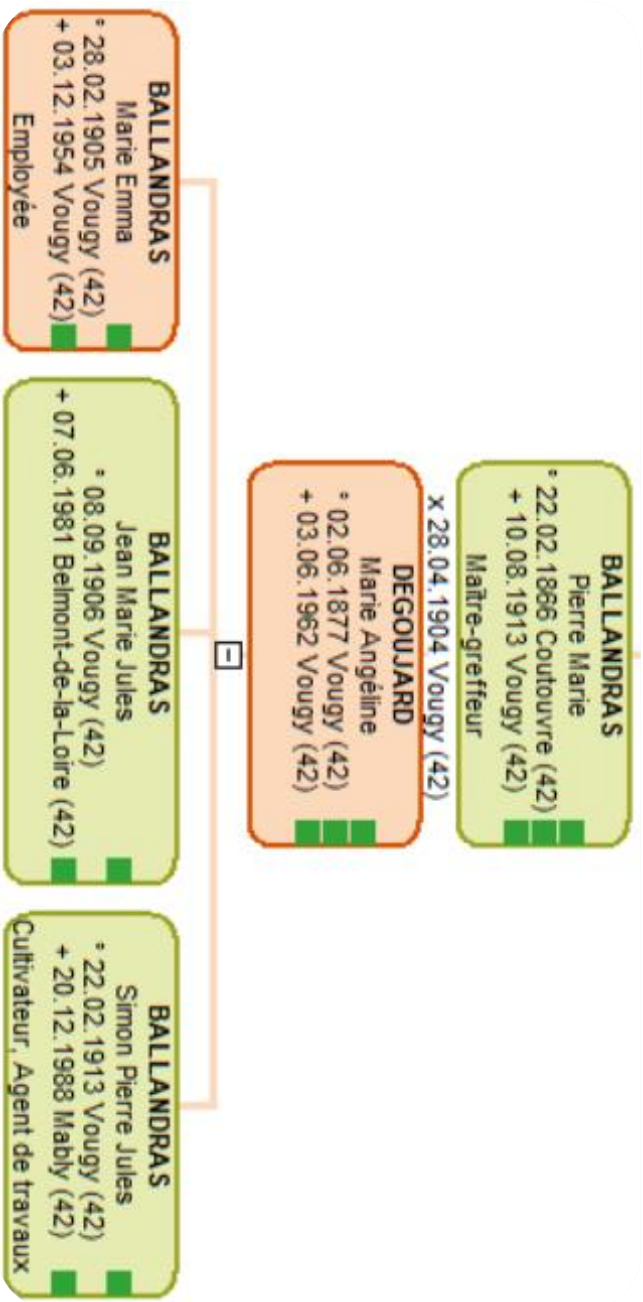 BALLANDRAS
Pierre Marie
° 22.02.1866 Coutouvre (42)
+ 10.08.1913 Vougy (42)
Maître-greffeur
x 28.04.1904 Vougy (42)
DEGOUJARD
Marie Angéline
° 02.06.1877 Vougy (42)
+ 03.06.1962 Vougy (42)
BALLANDRAS
Marie Emma
° 28.02.1905 Vougy (42)
+ 03.12.1954 Vougy (42)
Employée
BALLANDRAS
Jean Marie Jules
° 08.09.1906 Vougy (42)
+ 07.06.1981 Belmont-de-la-Loire (42)
BALLANDRAS
Simon Pierre Jules
° 22.02.1913 Vougy (42)
+ 20.12.1988 Mably (42)
Cultivateur, Agent de travaux